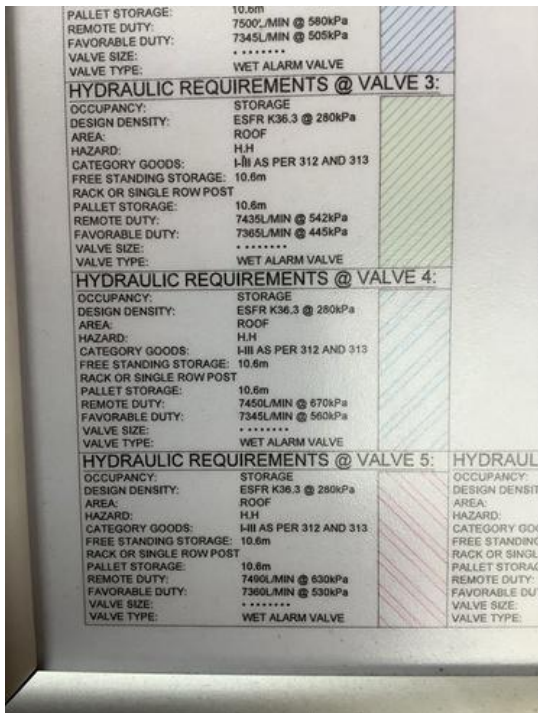 PALLET STORAGE: 10.6m
REMOTE DUTY: 7500L/MIN @ 580kPa
FAVORABLE DUTY: 7345L/MIN @ 505kPa
VALVE SIZE: ••••••••
VALVE TYPE: WET ALARM VALVE
HYDRAULIC REQUIREMENTS @ VALVE 3:
OCCUPANCY: STORAGE
DESIGN DENSITY: ESFR K36.3 @ 280kPa
AREA: ROOF
HAZARD: H.H
CATEGORY GOODS: I-III AS PER 312 AND 313
FREE STANDING STORAGE: 10.6m
RACK OR SINGLE ROW POST
PALLET STORAGE: 10.6m
REMOTE DUTY: 7435L/MIN @ 542kPa
FAVORABLE DUTY: 7365L/MIN @ 445kPa
VALVE SIZE: ••••••••
VALVE TYPE: WET ALARM VALVE
HYDRAULIC REQUIREMENTS @ VALVE 4:
OCCUPANCY: STORAGE
DESIGN DENSITY: ESFR K36.3 @ 280kPa
AREA: ROOF
HAZARD: H.H
CATEGORY GOODS: I-III AS PER 312 AND 313
FREE STANDING STORAGE: 10.6m
RACK OR SINGLE ROW POST
PALLET STORAGE: 10.6m
REMOTE DUTY: 7450L/MIN @ 670kPa
FAVORABLE DUTY: 7345L/MIN @ 560kPa
VALVE SIZE: ••••••••
VALVE TYPE: WET ALARM VALVE
HYDRAULIC REQUIREMENTS @ VALVE 5:
OCCUPANCY: STORAGE
DESIGN DENSITY: ESFR K36.3 @ 280kPa
AREA: ROOF
HAZARD: H.H
CATEGORY GOODS: I-III AS PER 312 AND 313
FREE STANDING STORAGE: 10.6m
RACK OR SINGLE ROW POST
PALLET STORAGE: 10.6m
REMOTE DUTY: 7490L/MIN @ 630kPa
FAVORABLE DUTY: 7360L/MIN @ 530kPa
VALVE SIZE: ••••••••
VALVE TYPE: WET ALARM VALVE
HYDRAUL
OCCUPANCY:
DESIGN DENSIT
AREA:
HAZARD:
CATEGORY GOO
FREE STANDING
RACK OR SINGL
PALLET STORAG
REMOTE DUTY:
FAVORABLE DU
VALVE SIZE:
VALVE TYPE: